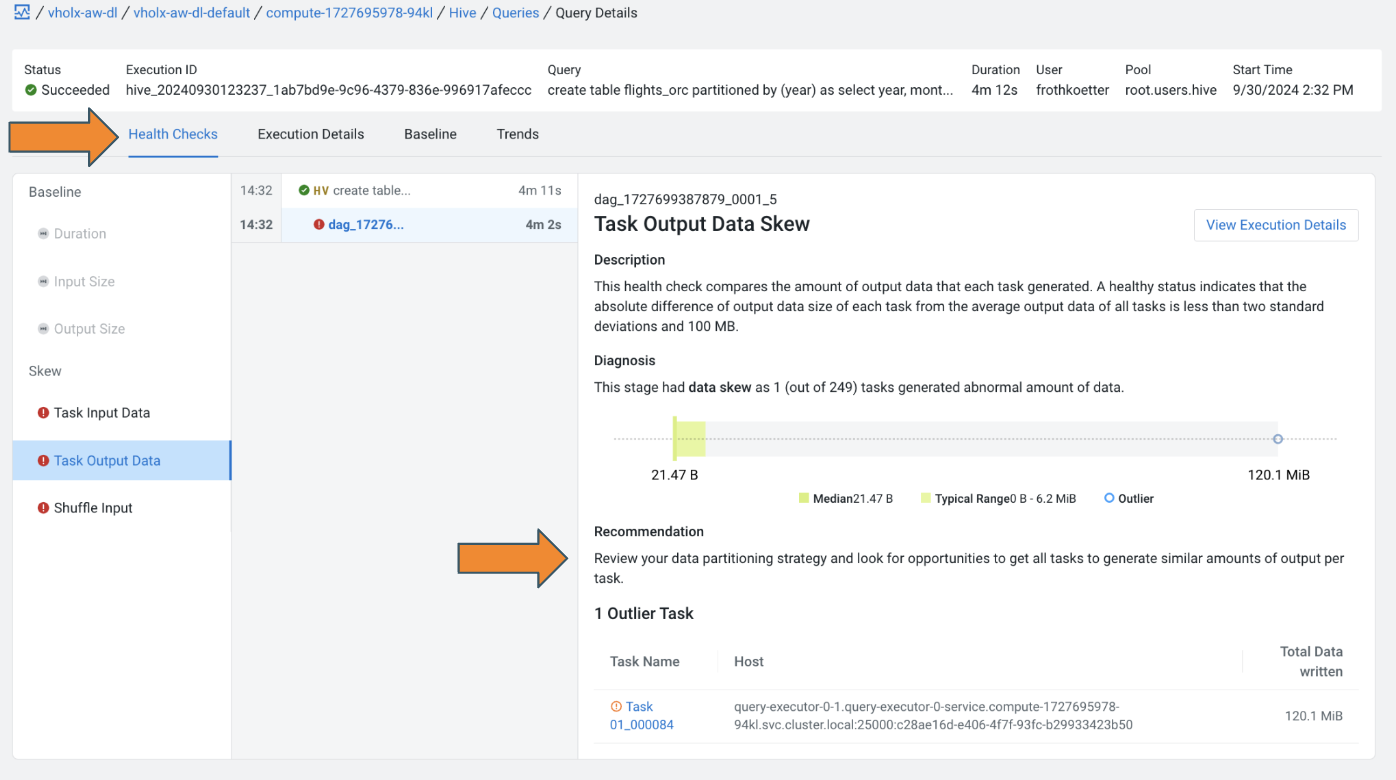 / vholx-aw-dl / vholx-aw-dl-default / compute-1727695978-94kl / Hive / Queries / Query Details
Status Execution ID Query Duration User Pool Start Time
Succeeded hive_20240930123237_1ab7bd9e-9c96-4379-836e-996917afeccc create table flights_orc partitioned by (year) as select year, mont... 4m 12s frothkoetter root.users.hive 9/30/2024 2:32 PM
Health Checks Execution Details Baseline Trends
Baseline
Duration
Input Size
Output Size
Skew
Task Input Data
Task Output Data
Shuffle Input
14:32 HV create table... 4m 11s
14:32 dag_17276... 4m 2s
dag_1727699387879_0001_5
Task Output Data Skew
View Execution Details
Description
This health check compares the amount of output data that each task generated. A healthy status indicates that the
absolute difference of output data size of each task from the average output data of all tasks is less than two standard
deviations and 100 MB.
Diagnosis
This stage had data skew as 1 (out of 249) tasks generated abnormal amount of data.
21.47 B 120.1 MiB
Median21.47 B Typical Range0 B - 6.2 MiB Outlier
Recommendation
Review your data partitioning strategy and look for opportunities to get all tasks to generate similar amounts of output per
task.
1 Outlier Task
Task Name Host Total Data
written
Task
01_000084
query-executor-0-1.query-executor-0-service.compute-1727695978-
94kl.svc.cluster.local:25000:c28ae16d-e406-4f7f-93fc-b29933423b50
120.1 MiB